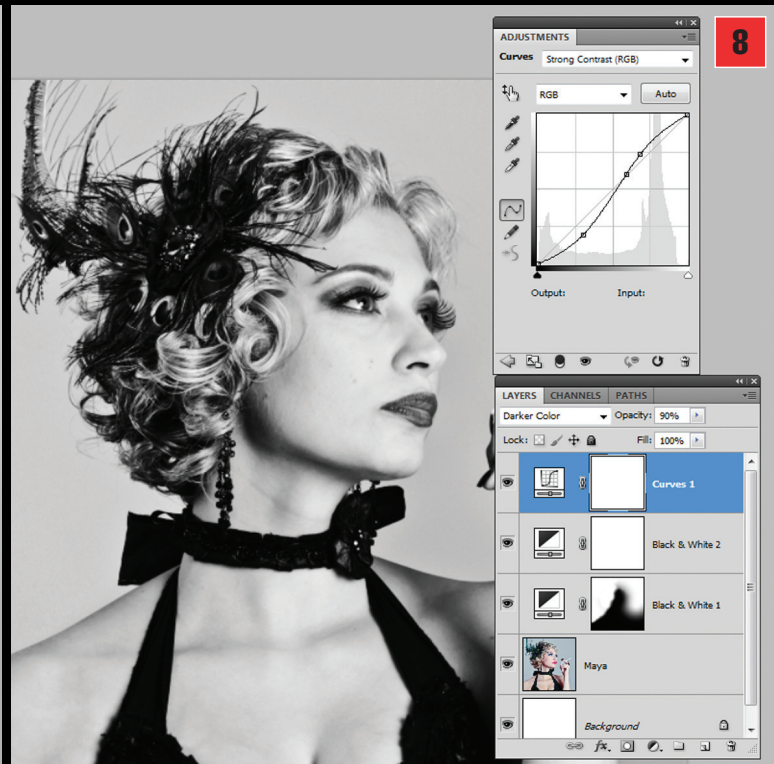 8
ADJUSTMENTS
Curves Strong Contrast (RGB)
RGB Auto
Output: Input:
LAYERS CHANNELS PATHS
Darker Color Opacity: 90%
Lock: Fill: 100%
Curves 1
Black & White 2
Black & White 1
Maya
Background
fx.